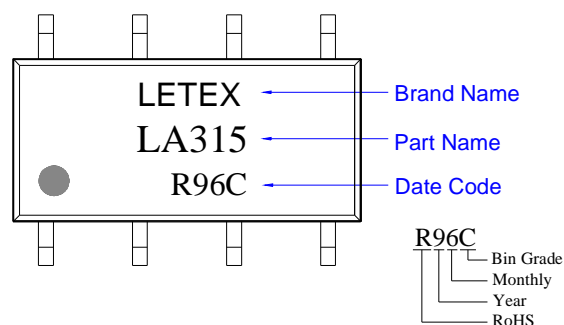 LETEX
Brand Name
LA315
Part Name
R96C
Date Code
R96C
Bin Grade
Monthly
Year
RoHS